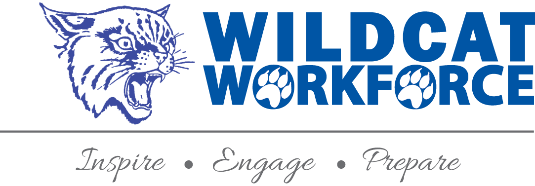 WILDCAT
WORKFORCE
Inspire • Engage • Prepare